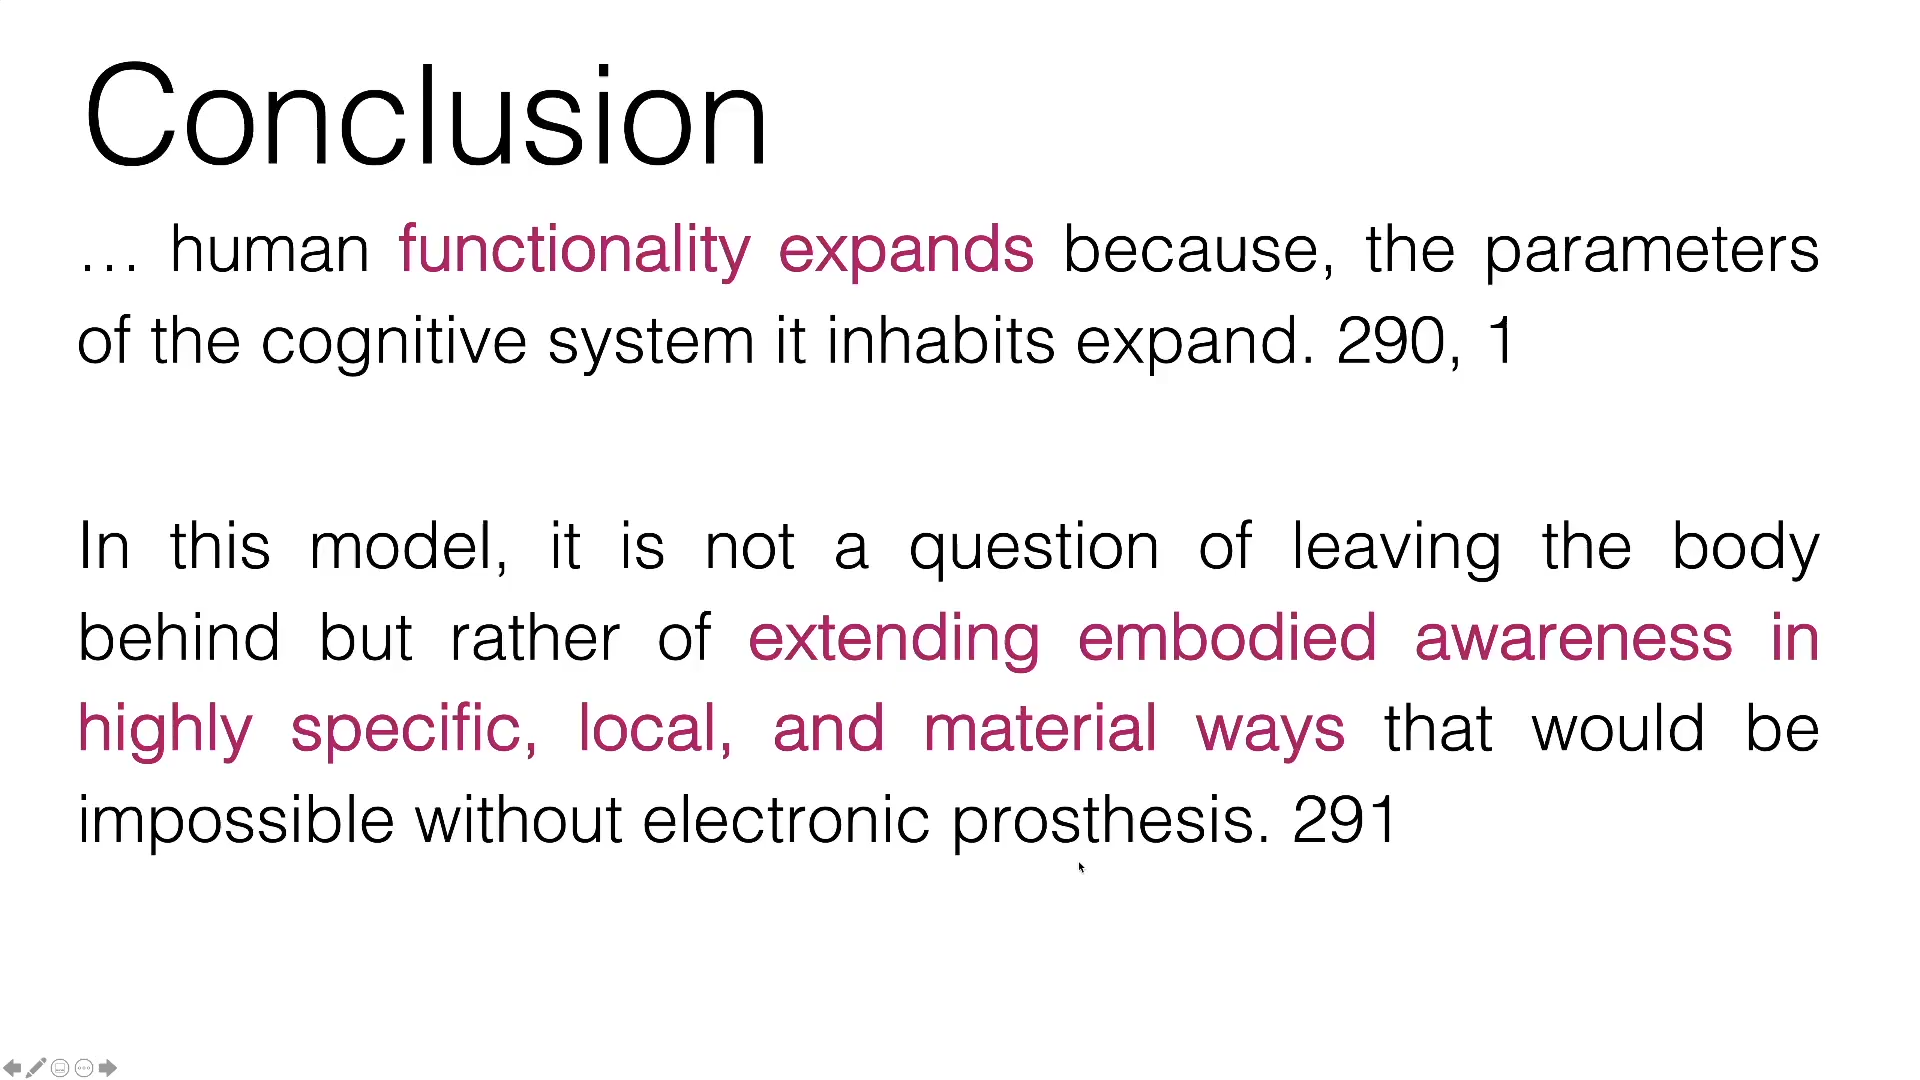 Conclusion
… human functionality expands because, the parameters
of the cognitive system it inhabits expand. 290, 1
In this model, it is not a question of leaving the body
behind but rather of extending embodied awareness in
highly specific, local, and material ways that would be
impossible without electronic prosthesis. 291